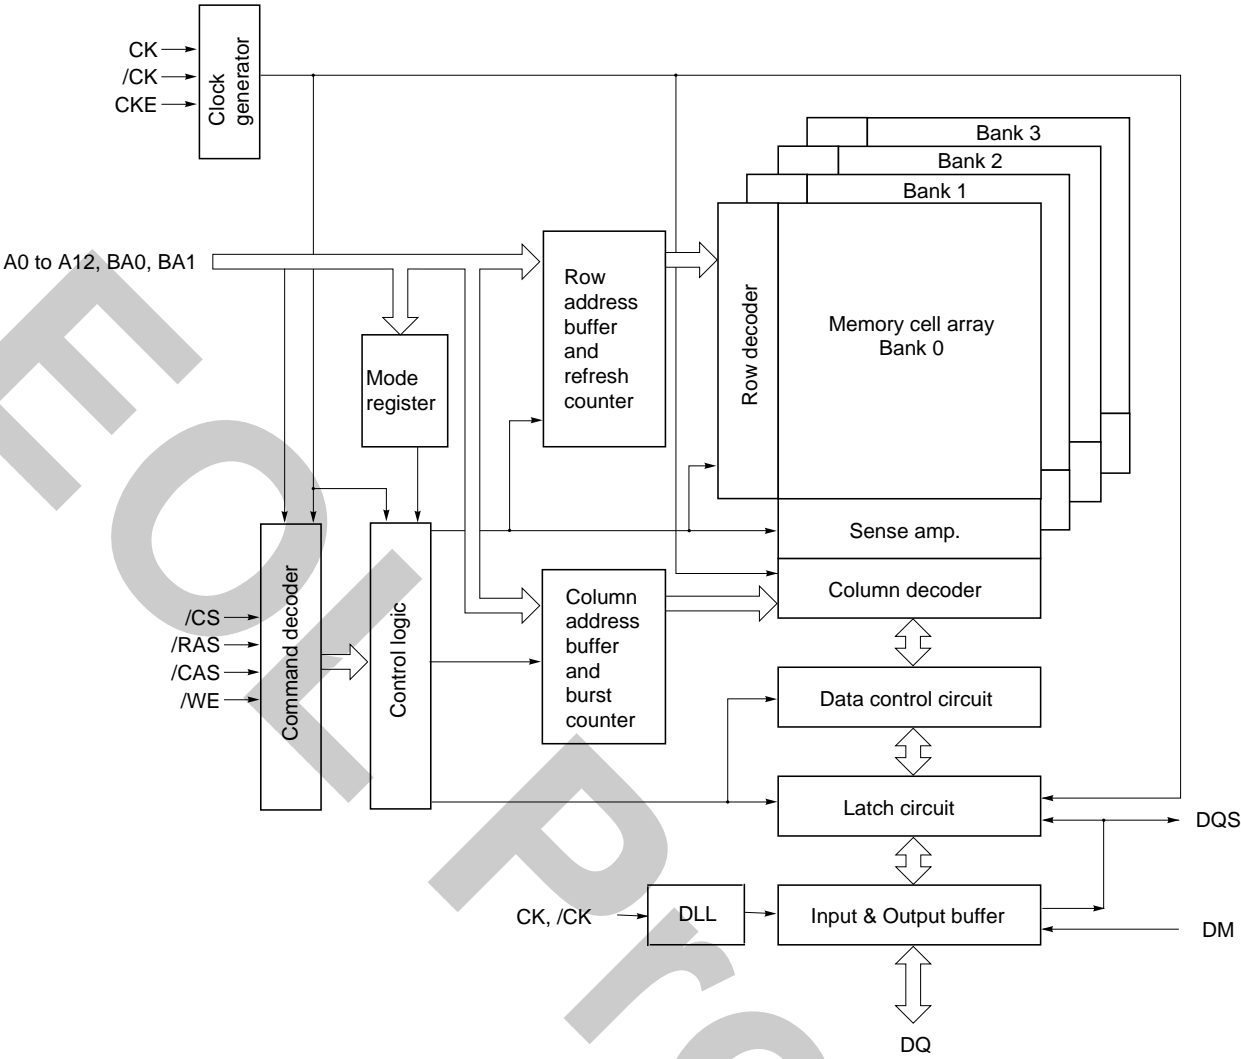 CK
/CK
CKE
Clock
generator
Bank 3
Bank 2
Bank 1
A0 to A12, BA0, BA1
Mode
register
Row
address
buffer
and
refresh
counter
Row decoder
Memory cell array
Bank 0
Sense amp.
Column decoder
/CS
/RAS
/CAS
/WE
Command decoder
Control logic
Column
address
buffer
and
burst
counter
Data control circuit
Latch circuit
DQS
CK, /CK
DLL
Input & Output buffer
DM
DQ
EOL Pro